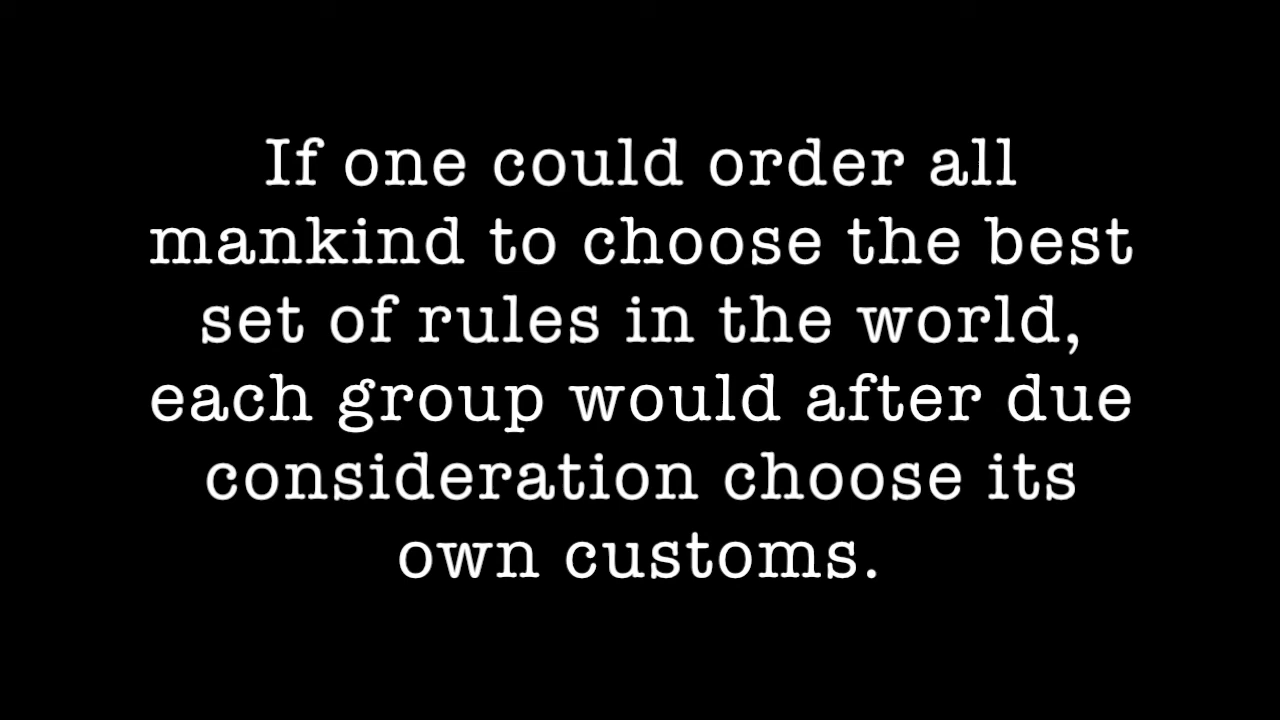 If one could order all
mankind to choose the best
set of rules in the world,
each group would after due
consideration choose its
own customs.